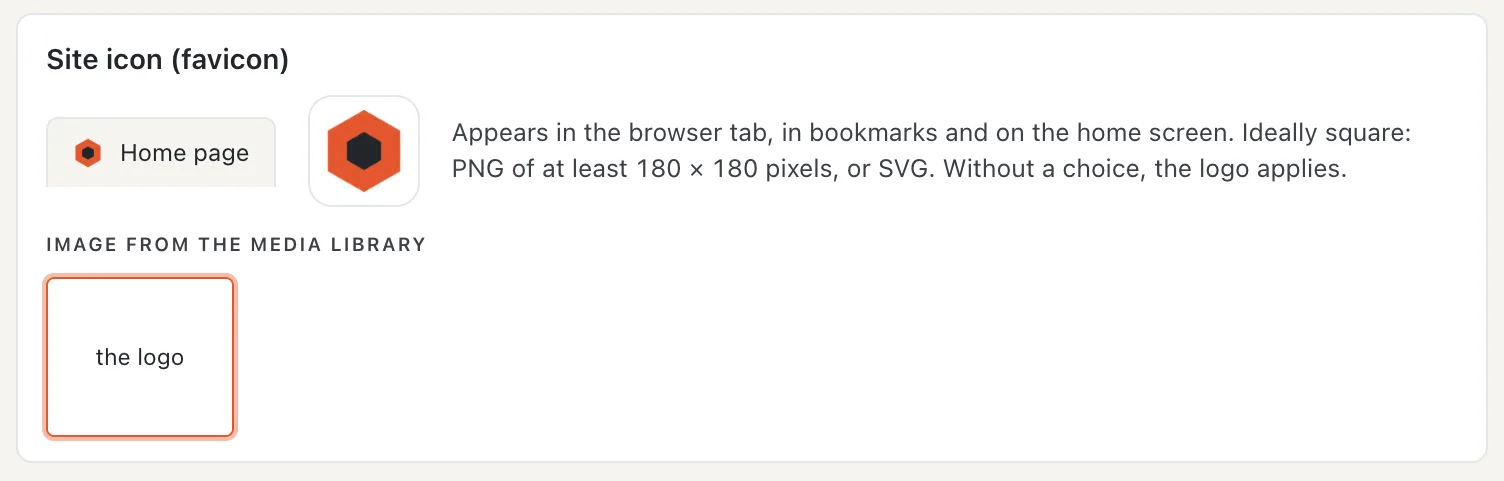 Site icon (favicon)
Home page
Appears in the browser tab, in bookmarks and on the home screen. Ideally square:
PNG of at least 180 × 180 pixels, or SVG. Without a choice, the logo applies.
IMAGE FROM THE MEDIA LIBRARY
the logo